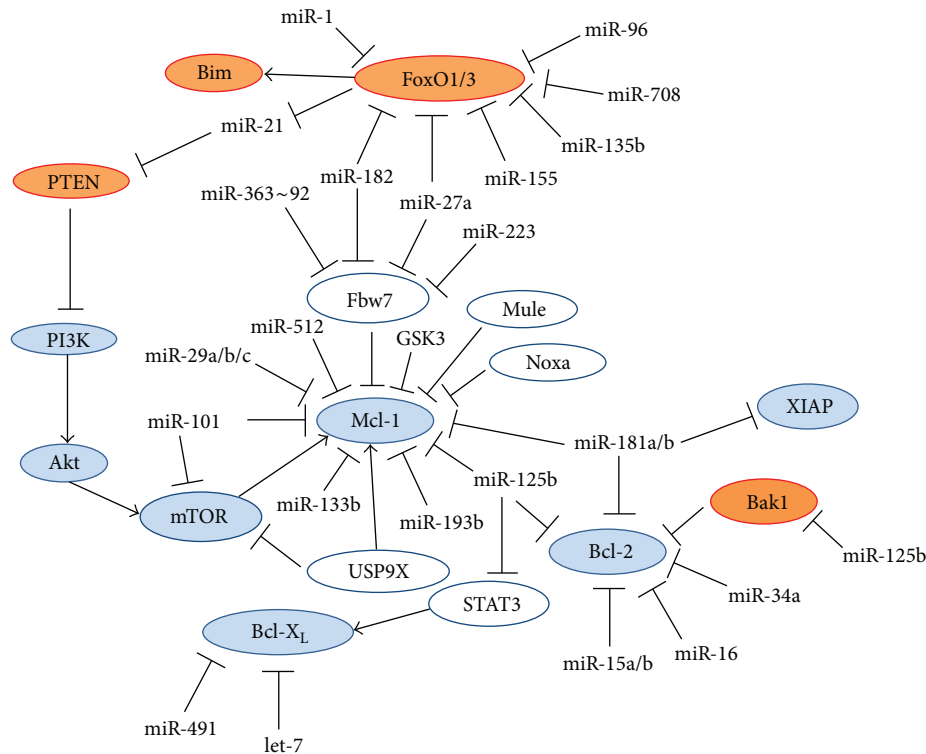 miR-1
miR-96
Bim
FoxO1/3
miR-708
miR-21
miR-135b
PTEN
miR-182
miR-155
miR-363~92
miR-27a
miR-223
Fbw7
Mule
miR-512
GSK3
PI3K
miR-29a/b/c
Noxa
XIAP
miR-101
Mcl-1
miR-181a/b
Akt
miR-125b
miR-133b
Bak1
mTOR
miR-193b
Bcl-2
miR-125b
USP9X
miR-34a
STAT3
Bcl-XL
miR-16
miR-15a/b
miR-491
let-7